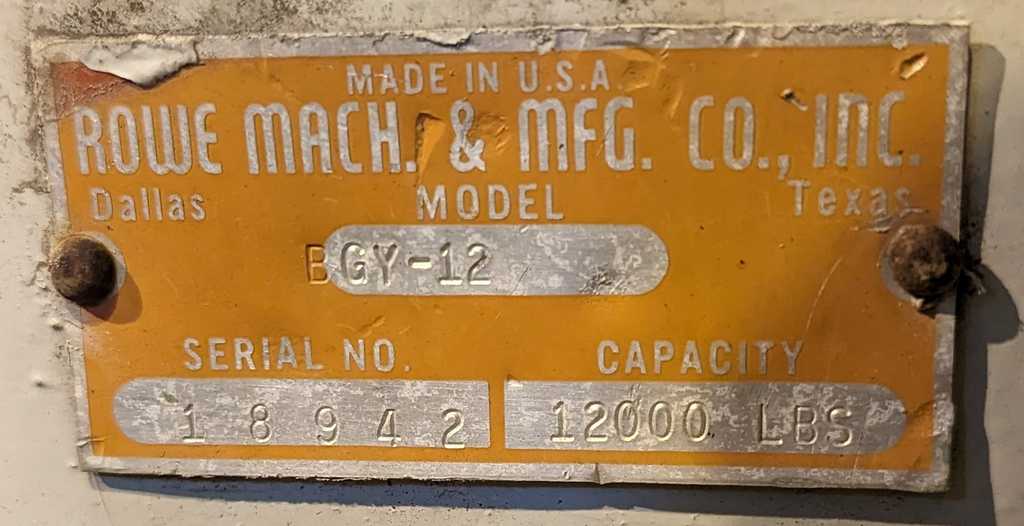 MADE IN U.S.A.
ROWE MACH. & MFG. CO., INC.
Dallas MODEL Texas
BGY-12
SERIAL NO. CAPACITY
18942 12000 LBS